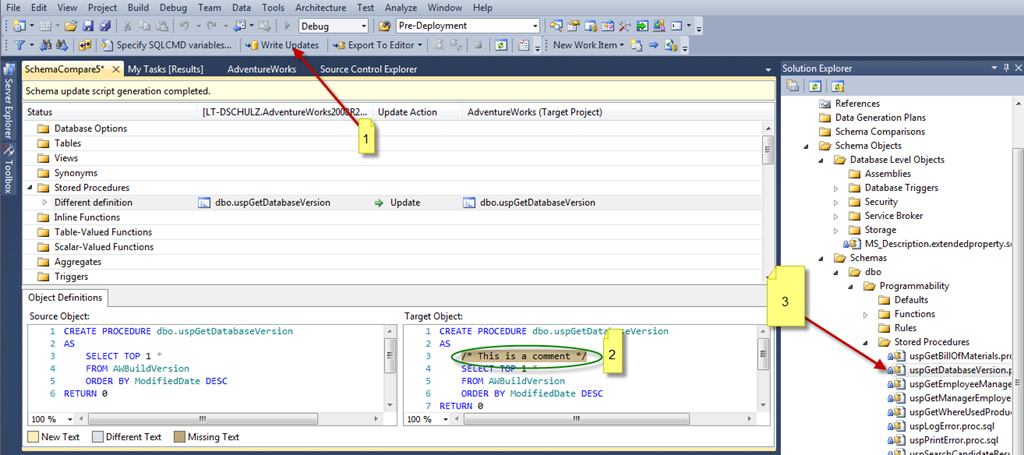 File Edit View Project Build Debug Team Data Tools Architecture Test Analyze Window Help
Debug Pre-Deployment
Specify SQLCMD variables... Write Updates Export To Editor New Work Item
SchemaCompare5* My Tasks [Results] AdventureWorks Source Control Explorer
Schema update script generation completed.
Status [LT-DSCHULZ.AdventureWorks2008R2... Update Action AdventureWorks (Target Project)
Database Options
Tables
Views
Synonyms
Stored Procedures
Different definition dbo.uspGetDatabaseVersion Update dbo.uspGetDatabaseVersion
Inline Functions
Table-Valued Functions
Scalar-Valued Functions
Aggregates
Triggers
1
Object Definitions
Source Object:
1 CREATE PROCEDURE dbo.uspGetDatabaseVersion
2 AS
3 SELECT TOP 1 *
4 FROM AWBuildVersion
5 ORDER BY ModifiedDate DESC
6 RETURN 0
100 %
Target Object:
1 CREATE PROCEDURE dbo.uspGetDatabaseVersion
2 AS
3 /* This is a comment */
4 SELECT TOP 1 *
5 FROM AWBuildVersion
6 ORDER BY ModifiedDate DESC
7 RETURN 0
100 %
2
New Text Different Text Missing Text
Server Explorer
Toolbox
Solution Explorer
References
Data Generation Plans
Schema Comparisons
Schema Objects
Database Level Objects
Assemblies
Database Triggers
Security
Service Broker
Storage
MS_Description.extendedproperty.s
Schemas
dbo
Programmability
Defaults
Functions
Rules
Stored Procedures
uspGetBillOfMaterials.pro
uspGetDatabaseVersion.p
uspGetEmployeeManage
uspGetManagerEmploye
uspGetWhereUsedProduc
uspLogError.proc.sql
uspPrintError.proc.sql
uspSearchCandidateRes
3